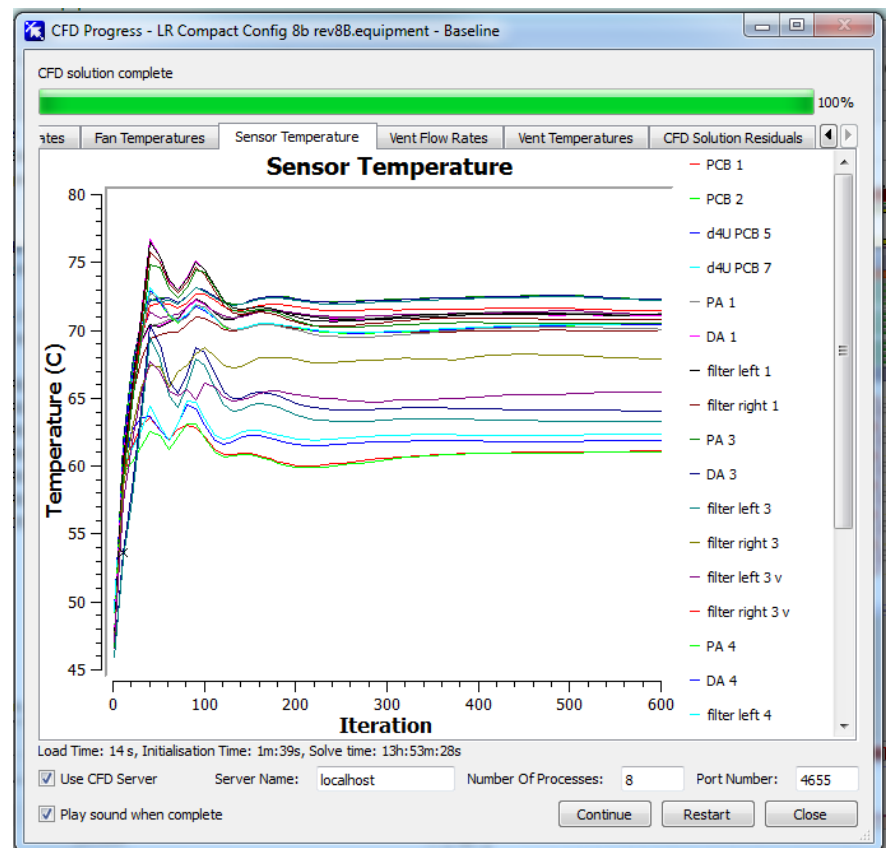 CFD Progress - LR Compact Config 8b rev8B.equipment - Baseline
CFD solution complete
100%
ates Fan Temperatures Sensor Temperature Vent Flow Rates Vent Temperatures CFD Solution Residuals
Sensor Temperature
80
75
70
65
60
55
50
45
Temperature (C)
0 100 200 300 400 500 600
Iteration
PCB 1
PCB 2
d4U PCB 5
d4U PCB 7
PA 1
DA 1
filter left 1
filter right 1
PA 3
DA 3
filter left 3
filter right 3
filter left 3 v
filter right 3 v
PA 4
DA 4
filter left 4
Load Time: 14 s, Initialisation Time: 1m:39s, Solve time: 13h:53m:28s
Use CFD Server Server Name: localhost Number Of Processes: 8 Port Number: 4655
Play sound when complete Continue Restart Close